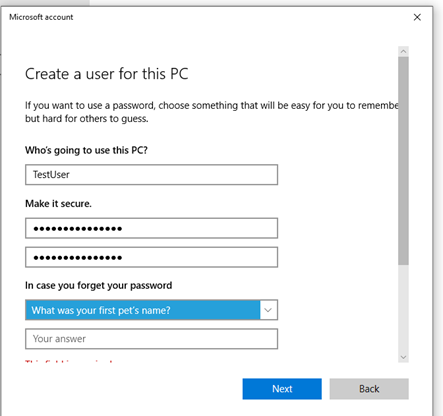 Microsoft account
Create a user for this PC
If you want to use a password, choose something that will be easy for you to remembe
but hard for others to guess.
Who's going to use this PC?
TestUser
Make it secure.
In case you forget your password
What was your first pet's name?
Your answer
Next
Back